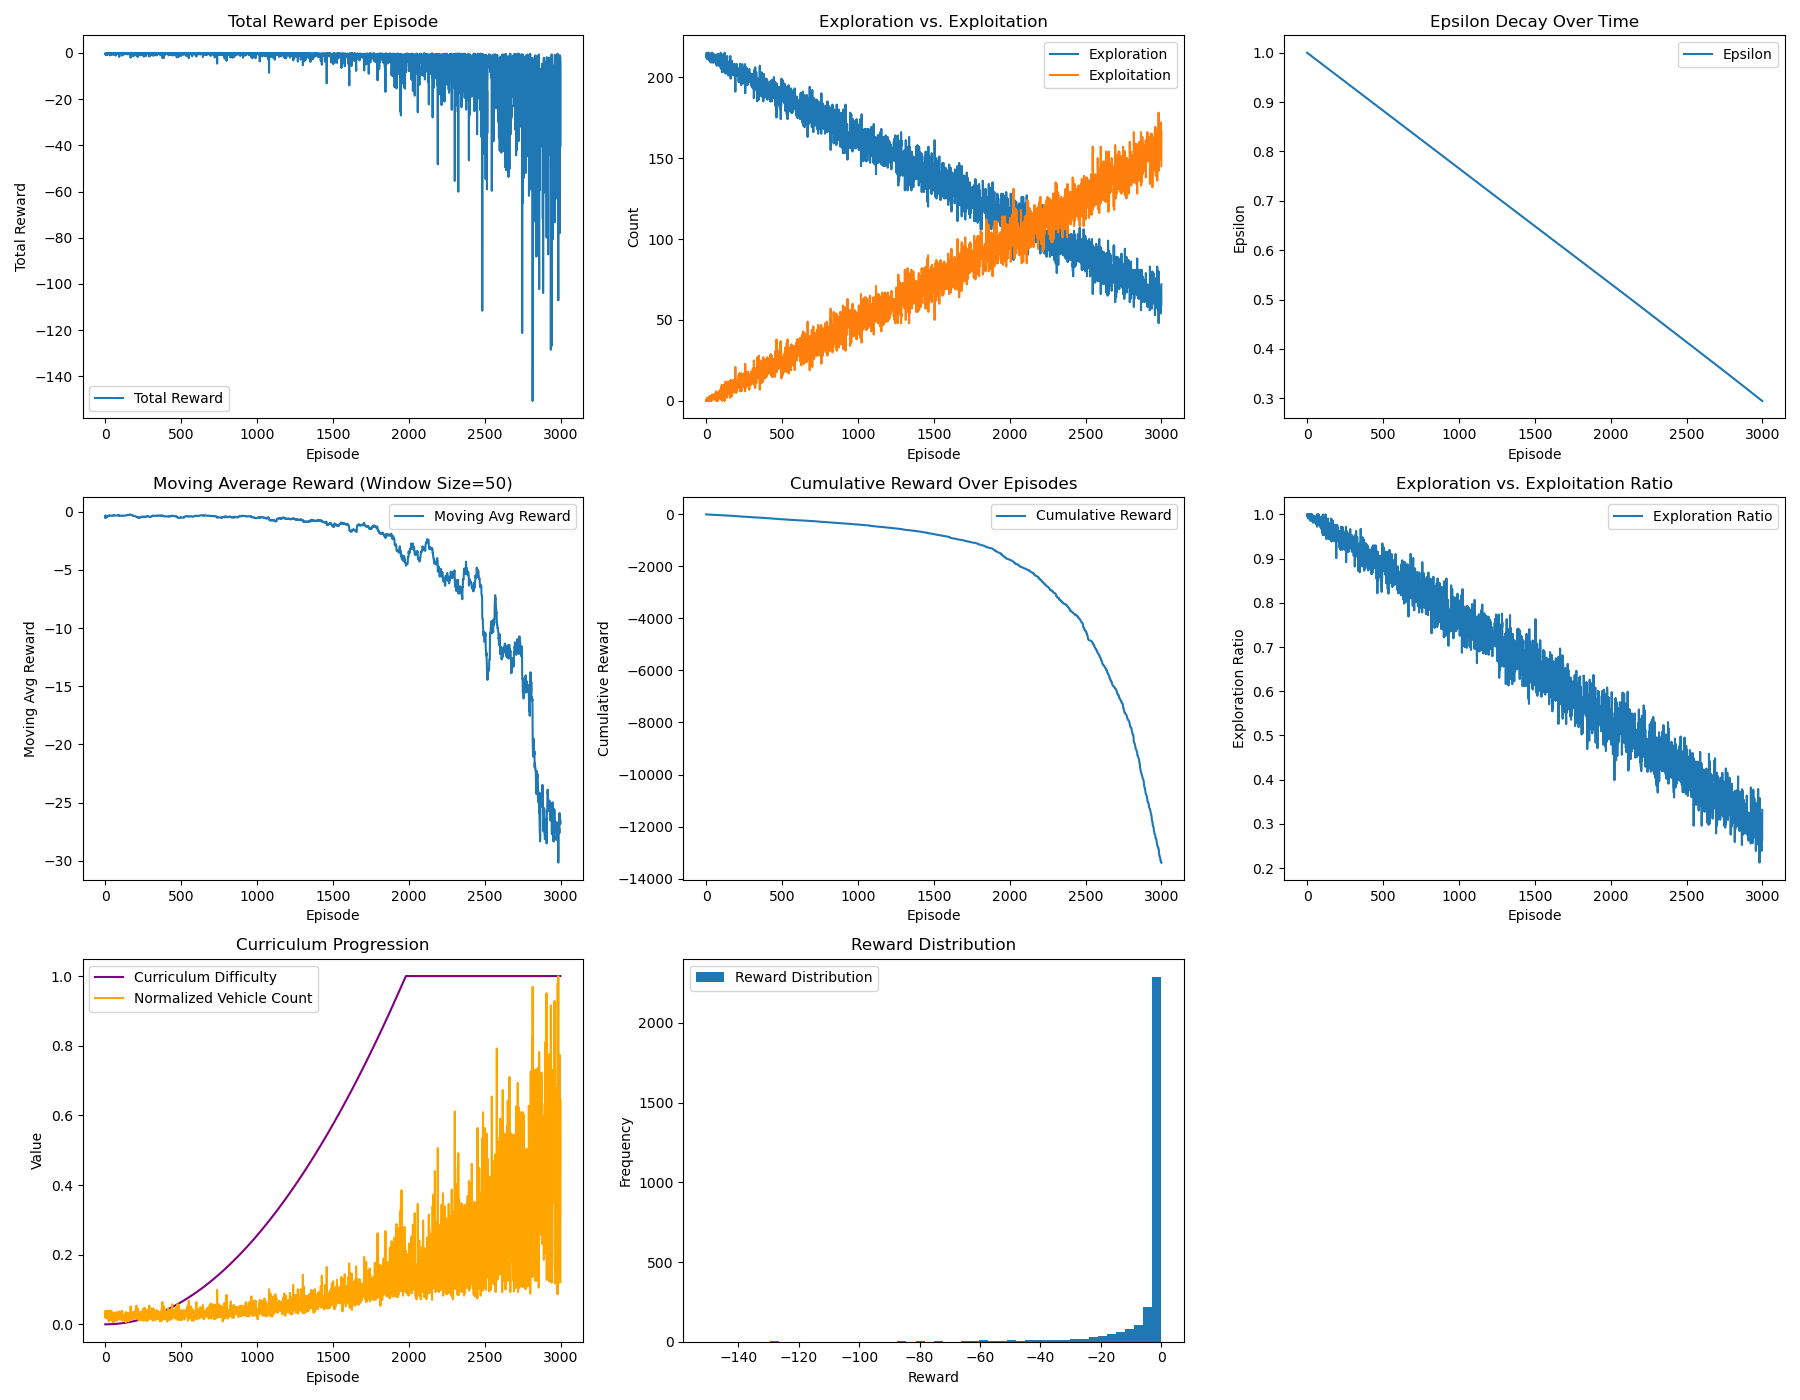 Total Reward per Episode
0
−20
−40
−60
−80
−100
−120
−140
Total Reward
Total Reward
0 500 1000 1500 2000 2500 3000
Episode
Exploration vs. Exploitation
Exploration
Exploitation
200
150
100
50
0
Count
0 500 1000 1500 2000 2500 3000
Episode
Epsilon Decay Over Time
Epsilon
1.0
0.9
0.8
0.7
0.6
0.5
0.4
0.3
Epsilon
0 500 1000 1500 2000 2500 3000
Episode
Moving Average Reward (Window Size=50)
Moving Avg Reward
0
−5
−10
−15
−20
−25
−30
Moving Avg Reward
0 500 1000 1500 2000 2500 3000
Episode
Cumulative Reward Over Episodes
Cumulative Reward
0
−2000
−4000
−6000
−8000
−10000
−12000
−14000
Cumulative Reward
0 500 1000 1500 2000 2500 3000
Episode
Exploration vs. Exploitation Ratio
Exploration Ratio
1.0
0.9
0.8
0.7
0.6
0.5
0.4
0.3
0.2
Exploration Ratio
0 500 1000 1500 2000 2500 3000
Episode
Curriculum Progression
Curriculum Difficulty
Normalized Vehicle Count
1.0
0.8
0.6
0.4
0.2
0.0
Value
0 500 1000 1500 2000 2500 3000
Episode
Reward Distribution
Reward Distribution
2000
1500
1000
500
0
Frequency
−140 −120 −100 −80 −60 −40 −20 0
Reward